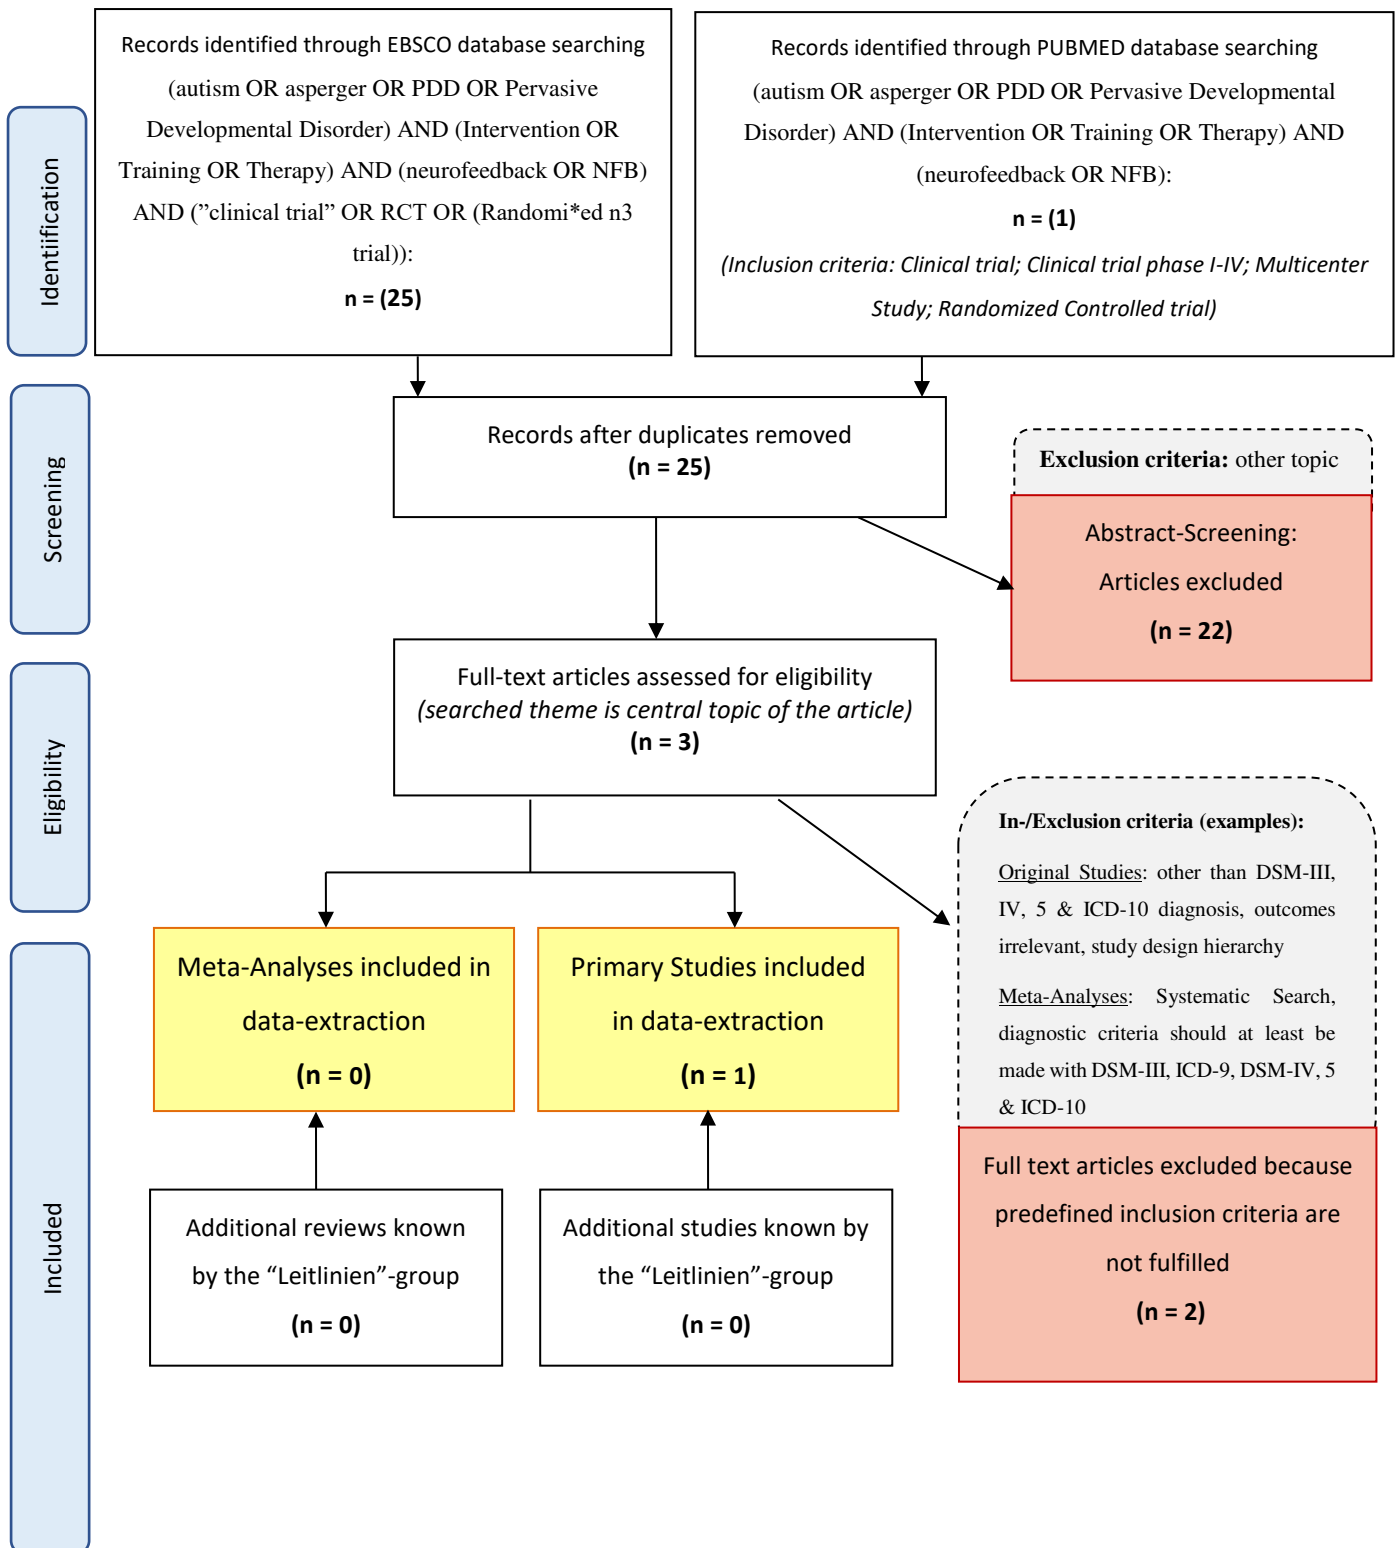 Identiification
Records identified through EBSCO database searching
(autism OR asperger OR PDD OR Pervasive
Developmental Disorder) AND (Intervention OR
Training OR Therapy) AND (neurofeedback OR NFB)
AND (”clinical trial” OR RCT OR (Randomi*ed n3
trial)):
n = (25)
Records identified through PUBMED database searching
(autism OR asperger OR PDD OR Pervasive Developmental
Disorder) AND (Intervention OR Training OR Therapy) AND
(neurofeedback OR NFB):
n = (1)
(Inclusion criteria: Clinical trial; Clinical trial phase I-IV; Multicenter
Study; Randomized Controlled trial)
Screening
Records after duplicates removed
(n = 25)
Exclusion criteria: other topic
Abstract-Screening:
Articles excluded
(n = 22)
Eligibility
Full-text articles assessed for eligibility
(searched theme is central topic of the article)
(n = 3)
In-/Exclusion criteria (examples):
Original Studies: other than DSM-III,
IV, 5 & ICD-10 diagnosis, outcomes
irrelevant, study design hierarchy
Meta-Analyses: Systematic Search,
diagnostic criteria should at least be
made with DSM-III, ICD-9, DSM-IV, 5
& ICD-10
Full text articles excluded because
predefined inclusion criteria are
not fulfilled
(n = 2)
Included
Meta-Analyses included in
data-extraction
(n = 0)
Primary Studies included
in data-extraction
(n = 1)
Additional reviews known
by the “Leitlinien”-group
(n = 0)
Additional studies known by
the “Leitlinien”-group
(n = 0)